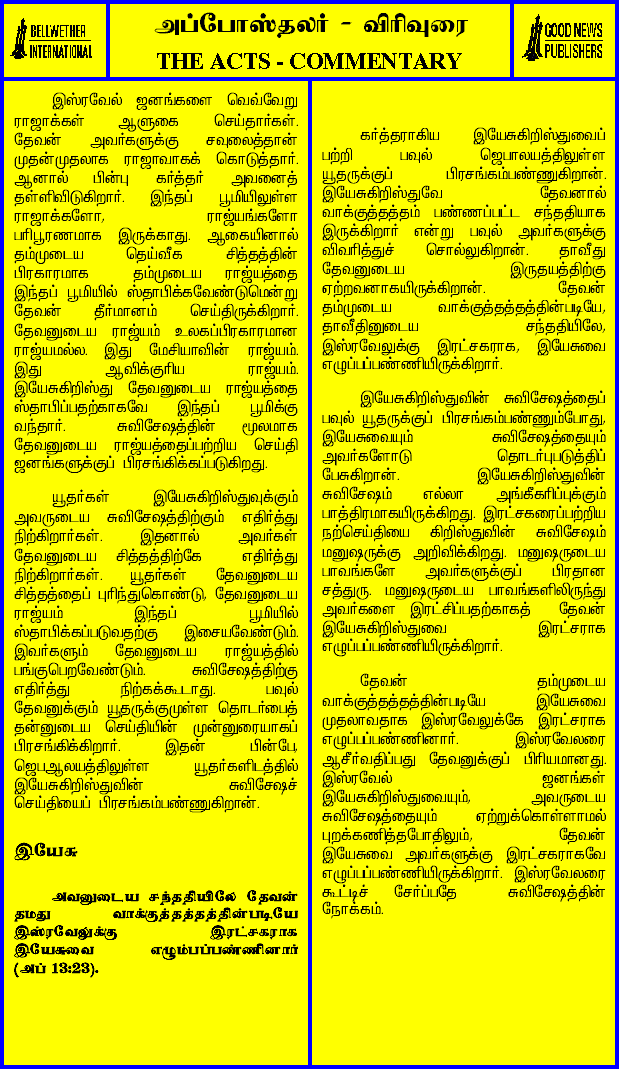 BELLWETHER
INTERNATIONAL
அப்போஸ்தலர் - விரிவுரை
THE ACTS - COMMENTARY
GOOD NEWS
PUBLISHERS
இஸ்ரவேல் ஜனங்களை வெவ்வேறு
ராஜாக்கள் ஆளுகை செய்தார்கள்.
தேவன் அவர்களுக்கு சவுலைத்தான்
முதன்முதலாக ராஜாவாகக் கொடுத்தார்.
ஆனால் பின்பு கர்த்தர் அவனைத்
தள்ளிவிடுகிறார். இந்தப் பூமியிலுள்ள
ராஜாக்களோ, ராஜ்யங்களோ
பரிபூரணமாக இருக்காது. ஆகையினால்
தம்முடைய தெய்வீக சித்தத்தின்
பிரகாரமாக தம்முடைய ராஜ்யத்தை
இந்தப் பூமியில் ஸ்தாபிக்கவேண்டுமென்று
தேவன் தீர்மானம் செய்திருக்கிறார்.
தேவனுடைய ராஜ்யம் உலகப்பிரகாரமான
ராஜ்யமல்ல. இது மேசியாவின் ராஜ்யம்.
இது ஆவிக்குரிய ராஜ்யம்.
இயேசுகிறிஸ்து தேவனுடைய ராஜ்யத்தை
ஸ்தாபிப்பதற்காகவே இந்தப் பூமிக்கு
வந்தார். சுவிசேஷத்தின் மூலமாக
தேவனுடைய ராஜ்யத்தைப்பற்றிய செய்தி
ஜனங்களுக்குப் பிரசங்கிக்கப்படுகிறது.
யூதர்கள் இயேசுகிறிஸ்துவுக்கும்
அவருடைய சுவிசேஷத்திற்கும் எதிர்த்து
நிற்கிறார்கள். இதனால் அவர்கள்
தேவனுடைய சித்தத்திற்கே எதிர்த்து
நிற்கிறார்கள். யூதர்கள் தேவனுடைய
சித்தத்தைப் புரிந்துகொண்டு, தேவனுடைய
ராஜ்யம் இந்தப் பூமியில்
ஸ்தாபிக்கப்படுவதற்கு இசையவேண்டும்.
இவர்களும் தேவனுடைய ராஜ்யத்தில்
பங்குபெறவேண்டும். சுவிசேஷத்திற்கு
எதிர்த்து நிற்கக்கூடாது. பவுல்
தேவனுக்கும் யூதருக்குமுள்ள தொடர்பைத்
தன்னுடைய செய்தியின் முன்னுரையாகப்
பிரசங்கிக்கிறார். இதன் பின்பே,
ஜெபஆலயத்திலுள்ள யூதர்களிடத்தில்
இயேசுகிறிஸ்துவின் சுவிசேஷச்
செய்தியைப் பிரசங்கம்பண்ணுகிறான்.
இயேசு
அவனுடைய சந்ததியிலே தேவன்
தமது வாக்குத்தத்தத்தின்படியே
இஸ்ரவேலுக்கு இரட்சகராக
இயேசுவை எழும்பப்பண்ணினார்
(அப் 13:23).
கர்த்தராகிய இயேசுகிறிஸ்துவைப்
பற்றி பவுல் ஜெபாலயத்திலுள்ள
யூதருக்குப் பிரசங்கம்பண்ணுகிறான்.
இயேசுகிறிஸ்துவே தேவனால்
வாக்குத்தத்தம் பண்ணப்பட்ட சந்ததியாக
இருக்கிறார் என்று பவுல் அவர்களுக்கு
விவரித்துச் சொல்லுகிறான். தாவீது
தேவனுடைய இருதயத்திற்கு
ஏற்றவனாகயிருக்கிறான். தேவன்
தம்முடைய வாக்குத்தத்தத்தின்படியே,
தாவீதினுடைய சந்ததியிலே,
இஸ்ரவேலுக்கு இரட்சகராக, இயேசுவை
எழுப்பப்பண்ணியிருக்கிறார்.
இயேசுகிறிஸ்துவின் சுவிசேஷத்தைப்
பவுல் யூதருக்குப் பிரசங்கம்பண்ணும்போது,
இயேசுவையும் சுவிசேஷத்தையும்
அவர்களோடு தொடர்புபடுத்திப்
பேசுகிறான். இயேசுகிறிஸ்துவின்
சுவிசேஷம் எல்லா அங்கீகரிப்புக்கும்
பாத்திரமாகயிருக்கிறது. இரட்சகரைப்பற்றிய
நற்செய்தியை கிறிஸ்துவின் சுவிசேஷம்
மனுஷருக்கு அறிவிக்கிறது. மனுஷருடைய
பாவங்களே அவர்களுக்குப் பிரதான
சத்துரு. மனுஷருடைய பாவங்களிலிருந்து
அவர்களை இரட்சிப்பதற்காகத் தேவன்
இயேசுகிறிஸ்துவை இரட்சராக
எழுப்பப்பண்ணியிருக்கிறார்.
தேவன் தம்முடைய
வாக்குத்தத்தத்தின்படியே இயேசுவை
முதலாவதாக இஸ்ரவேலுக்கே இரட்சராக
எழுப்பப்பண்ணினார். இஸ்ரவேலரை
ஆசீர்வதிப்பது தேவனுக்குப் பிரியமானது.
இஸ்ரவேல் ஜனங்கள்
இயேசுகிறிஸ்துவையும், அவருடைய
சுவிசேஷத்தையும் ஏற்றுக்கொள்ளாமல்
புறக்கணித்தபோதிலும், தேவன்
இயேசுவை அவர்களுக்கு இரட்சகராகவே
எழுப்பப்பண்ணியிருக்கிறார். இஸ்ரவேலரை
கூட்டிச் சேர்ப்பதே சுவிசேஷத்தின்
நோக்கம்.